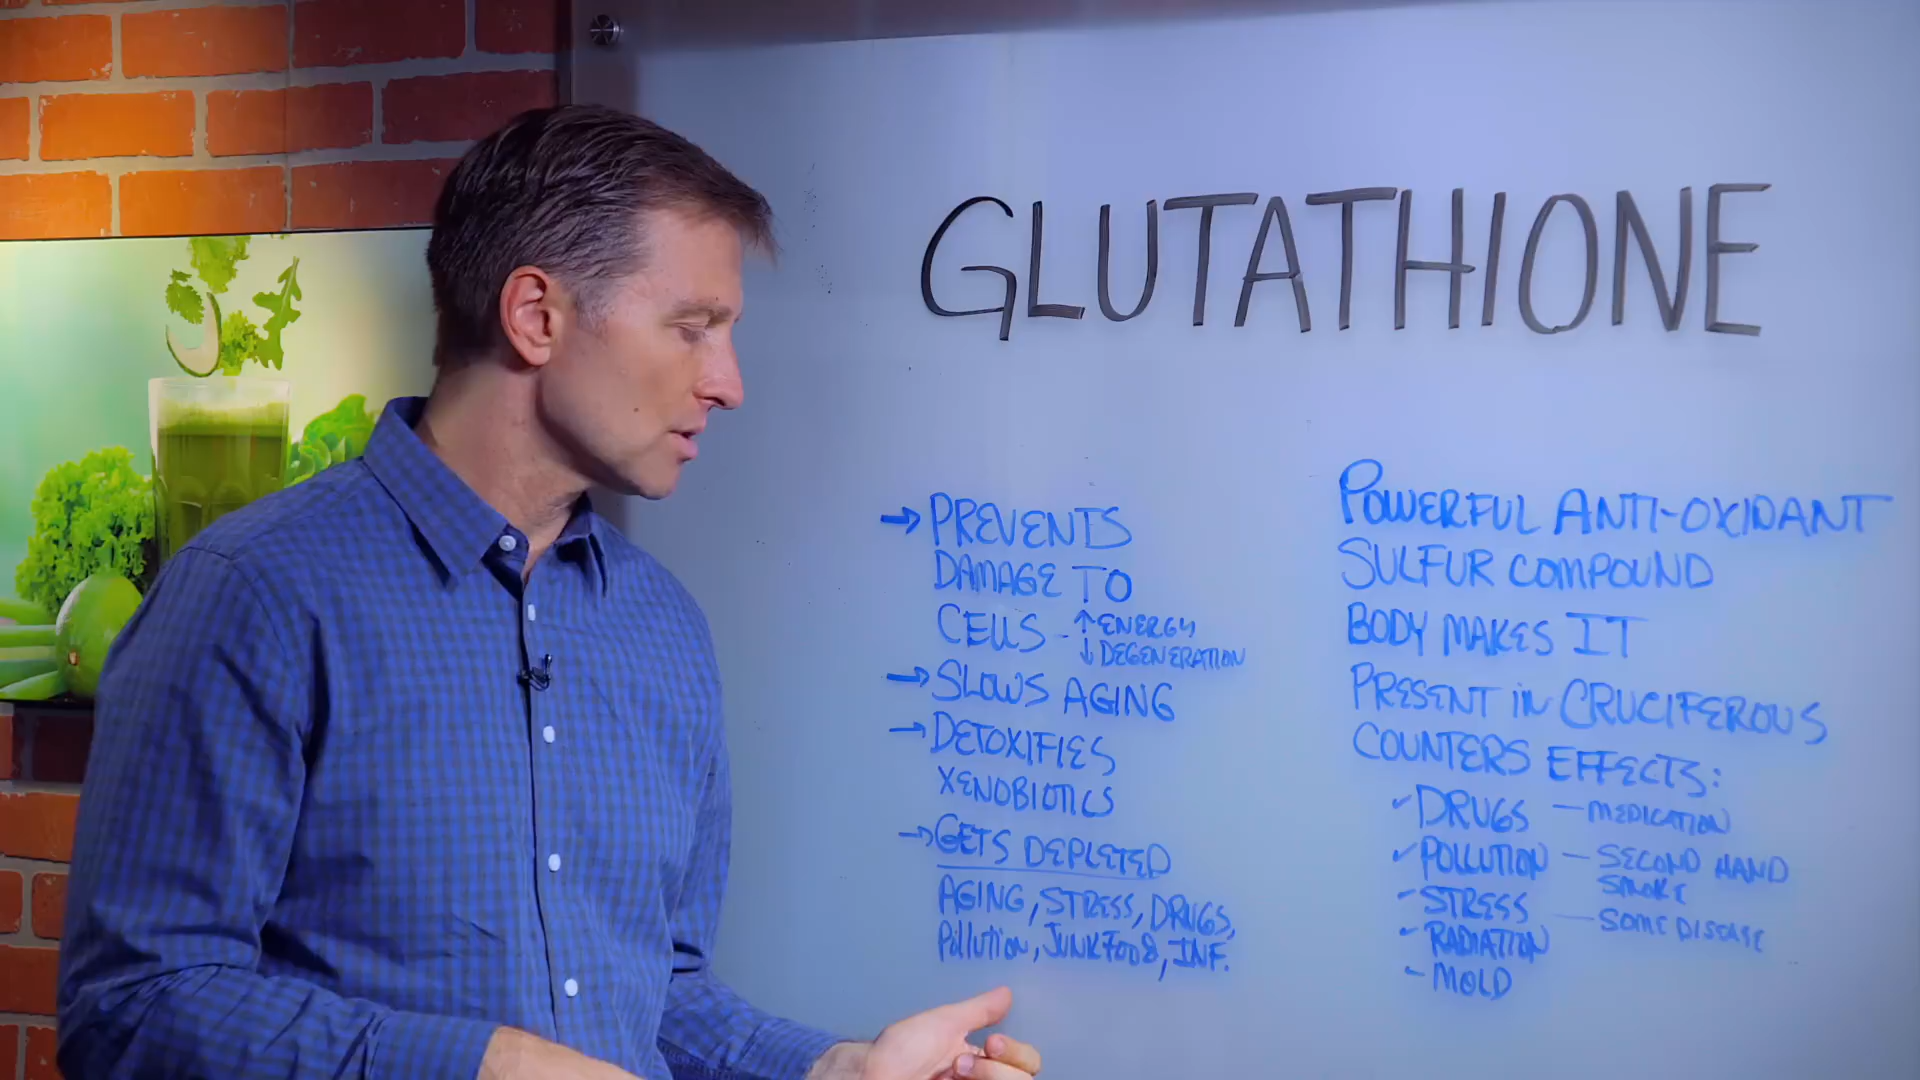 GLUTATHIONE
→ PREVENTS
DAMAGE TO
CELLS - ↑ ENERGY
↓ DEGENERATION
→ SLOWS AGING
→ DETOXIFIES
XENOBIOTICS
→ GETS DEPLETED
AGING, STRESS, DRUGS,
Pollution, JUNK FOOD, INF.
POWERFUL ANTI-OXIDANT
SULFUR COMPOUND
BODY MAKES IT
PRESENT in CRUCIFEROUS
COUNTERS EFFECTS:
✓ DRUGS — MEDICATION
✓ POLLUTION — SECOND HAND
SMOKE
- STRESS — SOME DISEASE
- RADIATION
- MOLD